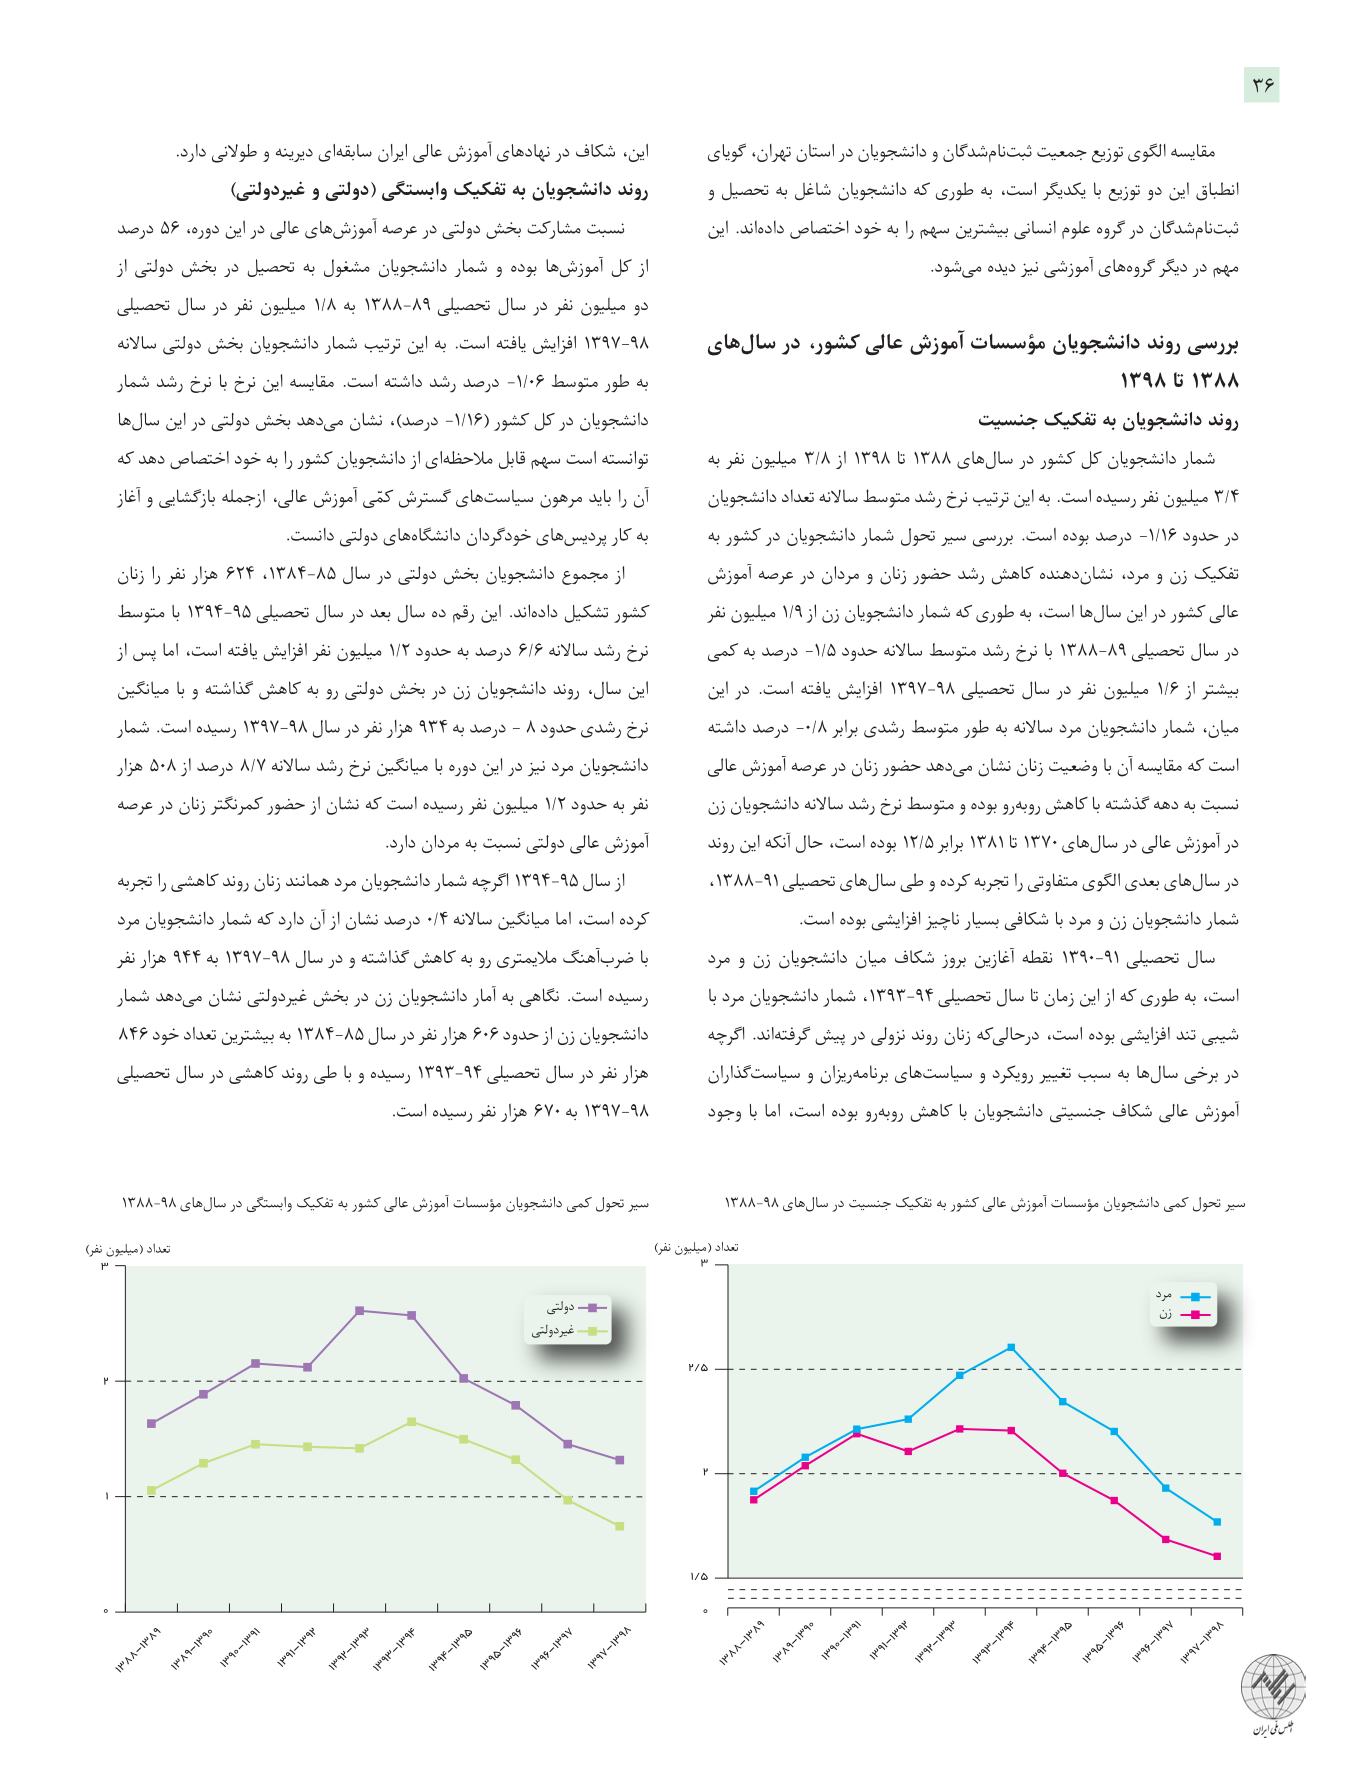 ۳۶
مقایسه الگوی توزیع جمعیت ثبت‌نام‌شدگان و دانشجویان در استان تهران، گویای
انطباق این دو توزیع با یکدیگر است، به طوری که دانشجویان شاغل به تحصیل و
ثبت‌نام‌شدگان در گروه علوم انسانی بیشترین سهم را به خود اختصاص داده‌اند. این
مهم در دیگر گروه‌های آموزشی نیز دیده می‌شود.
بررسی روند دانشجویان مؤسسات آموزش عالی کشور، در سال‌های
۱۳۸۸ تا ۱۳۹۸
روند دانشجویان به تفکیک جنسیت
شمار دانشجویان کل کشور در سال‌های ۱۳۸۸ تا ۱۳۹۸ از ۳/۸ میلیون نفر به
۳/۴ میلیون نفر رسیده است. به این ترتیب نرخ رشد متوسط سالانه تعداد دانشجویان
در حدود ۱/۱۶- درصد بوده است. بررسی سیر تحول شمار دانشجویان در کشور به
تفکیک زن و مرد، نشان‌دهنده کاهش رشد حضور زنان و مردان در عرصه آموزش
عالی کشور در این سال‌ها است، به طوری که شمار دانشجویان زن از ۱/۹ میلیون نفر
در سال تحصیلی ۸۹-۱۳۸۸ با نرخ رشد متوسط سالانه حدود ۱/۵- درصد به کمی
بیشتر از ۱/۶ میلیون نفر در سال تحصیلی ۹۸-۱۳۹۷ افزایش یافته است. در این
میان، شمار دانشجویان مرد سالانه به طور متوسط رشدی برابر ۰/۸- درصد داشته
است که مقایسه آن با وضعیت زنان نشان می‌دهد حضور زنان در عرصه آموزش عالی
نسبت به دهه گذشته با کاهش روبه‌رو بوده و متوسط نرخ رشد سالانه دانشجویان زن
در آموزش عالی در سال‌های ۱۳۷۰ تا ۱۳۸۱ برابر ۱۲/۵ بوده است، حال آنکه این روند
در سال‌های بعدی الگوی متفاوتی را تجربه کرده و طی سال‌های تحصیلی ۹۱-۱۳۸۸،
شمار دانشجویان زن و مرد با شکافی بسیار ناچیز افزایشی بوده است.
سال تحصیلی ۹۱-۱۳۹۰ نقطه آغازین بروز شکاف میان دانشجویان زن و مرد
است، به طوری که از این زمان تا سال تحصیلی ۹۴-۱۳۹۳، شمار دانشجویان مرد با
شیبی تند افزایشی بوده است، درحالی‌که زنان روند نزولی در پیش گرفته‌اند. اگرچه
در برخی سال‌ها به سبب تغییر رویکرد و سیاست‌های برنامه‌ریزان و سیاست‌گذاران
آموزش عالی شکاف جنسیتی دانشجویان با کاهش روبه‌رو بوده است، اما با وجود
این، شکاف در نهادهای آموزش عالی ایران سابقه‌ای دیرینه و طولانی دارد.
روند دانشجویان به تفکیک وابستگی (دولتی و غیردولتی)
نسبت مشارکت بخش دولتی در عرصه آموزش‌های عالی در این دوره، ۵۶ درصد
از کل آموزش‌ها بوده و شمار دانشجویان مشغول به تحصیل در بخش دولتی از
دو میلیون نفر در سال تحصیلی ۸۹-۱۳۸۸ به ۱/۸ میلیون نفر در سال تحصیلی
۹۸-۱۳۹۷ افزایش یافته است. به این ترتیب شمار دانشجویان بخش دولتی سالانه
به طور متوسط ۱/۰۶- درصد رشد داشته است. مقایسه این نرخ با نرخ رشد شمار
دانشجویان در کل کشور (۱/۱۶- درصد)، نشان می‌دهد بخش دولتی در این سال‌ها
توانسته است سهم قابل ملاحظه‌ای از دانشجویان کشور را به خود اختصاص دهد که
آن را باید مرهون سیاست‌های گسترش کمّی آموزش عالی، ازجمله بازگشایی و آغاز
به کار پردیس‌های خودگردان دانشگاه‌های دولتی دانست.
از مجموع دانشجویان بخش دولتی در سال ۸۵-۱۳۸۴، ۶۲۴ هزار نفر را زنان
کشور تشکیل داده‌اند. این رقم ده سال بعد در سال تحصیلی ۹۵-۱۳۹۴ با متوسط
نرخ رشد سالانه ۶/۶ درصد به حدود ۱/۲ میلیون نفر افزایش یافته است، اما پس از
این سال، روند دانشجویان زن در بخش دولتی رو به کاهش گذاشته و با میانگین
نرخ رشدی حدود ۸ - درصد به ۹۳۴ هزار نفر در سال ۹۸-۱۳۹۷ رسیده است. شمار
دانشجویان مرد نیز در این دوره با میانگین نرخ رشد سالانه ۸/۷ درصد از ۵۰۸ هزار
نفر به حدود ۱/۲ میلیون نفر رسیده است که نشان از حضور کمرنگتر زنان در عرصه
آموزش عالی دولتی نسبت به مردان دارد.
از سال ۹۵-۱۳۹۴ اگرچه شمار دانشجویان مرد همانند زنان روند کاهشی را تجربه
کرده است، اما میانگین سالانه ۰/۴ درصد نشان از آن دارد که شمار دانشجویان مرد
با ضرب‌آهنگ ملایمتری رو به کاهش گذاشته و در سال ۹۸-۱۳۹۷ به ۹۴۴ هزار نفر
رسیده است. نگاهی به آمار دانشجویان زن در بخش غیردولتی نشان می‌دهد شمار
دانشجویان زن از حدود ۶۰۶ هزار نفر در سال ۸۵-۱۳۸۴ به بیشترین تعداد خود ۸۴۶
هزار نفر در سال تحصیلی ۹۴-۱۳۹۳ رسیده و با طی روند کاهشی در سال تحصیلی
۹۸-۱۳۹۷ به ۶۷۰ هزار نفر رسیده است.
سیر تحول کمی دانشجویان مؤسسات آموزش عالی کشور به تفکیک جنسیت در سال‌های ۹۸-۱۳۸۸
تعداد (میلیون نفر)
۳
۲/۵
۲
۱/۵
۰
مرد
زن
۱۳۸۸-۱۳۸۹
۱۳۸۹-۱۳۹۰
۱۳۹۰-۱۳۹۱
۱۳۹۱-۱۳۹۲
۱۳۹۲-۱۳۹۳
۱۳۹۳-۱۳۹۴
۱۳۹۴-۱۳۹۵
۱۳۹۵-۱۳۹۶
۱۳۹۶-۱۳۹۷
۱۳۹۷-۱۳۹۸
سیر تحول کمی دانشجویان مؤسسات آموزش عالی کشور به تفکیک وابستگی در سال‌های ۹۸-۱۳۸۸
تعداد (میلیون نفر)
۳
۲
۱
۰
دولتی
غیردولتی
۱۳۸۸-۱۳۸۹
۱۳۸۹-۱۳۹۰
۱۳۹۰-۱۳۹۱
۱۳۹۱-۱۳۹۲
۱۳۹۲-۱۳۹۳
۱۳۹۳-۱۳۹۴
۱۳۹۴-۱۳۹۵
۱۳۹۵-۱۳۹۶
۱۳۹۶-۱۳۹۷
۱۳۹۷-۱۳۹۸
اطلس ملی ایران